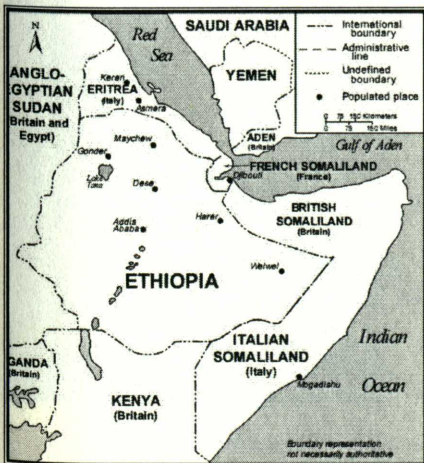 N
Red
Sea
SAUDI ARABIA
YEMEN
International
boundary
Administrative
line
Undefined
boundary
Populated place
0 75 150 Kilometers
0 75 150 Miles
ANGLO-
EGYPTIAN
SUDAN
(Britain and
Egypt)
Keren
ERITREA
(Italy)
Asmera
ADEN
(Britain)
Gulf of Aden
Maychew
Gonder
Lake
Tana
Dese
FRENCH SOMALILAND
(France)
Djibouti
BRITISH
SOMALILAND
(Britain)
Harer
Addis
Ababa
Welwel
ETHIOPIA
ITALIAN
SOMALILAND
(Italy)
Indian
Ocean
GANDA
(Britain)
KENYA
(Britain)
Mogadishu
Boundary representation
not necessarily authoritative